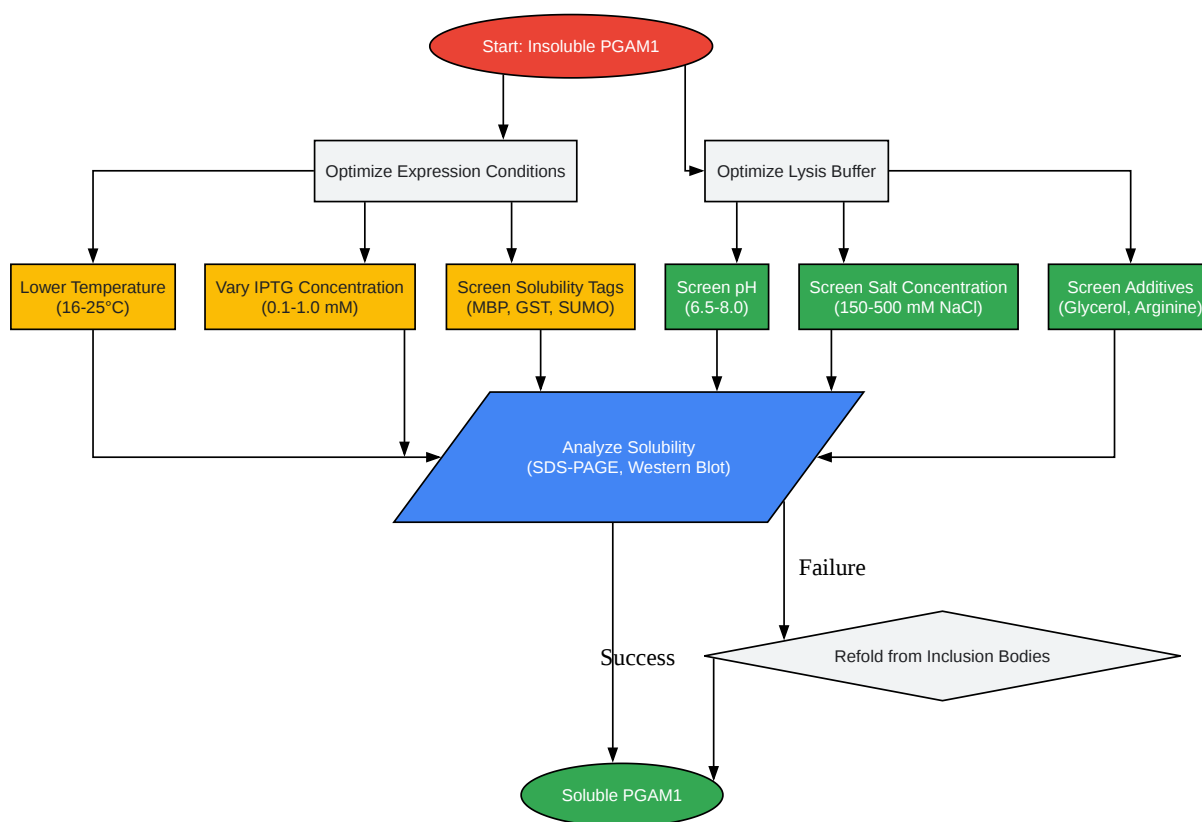 Start: Insoluble PGAM1
Optimize Expression Conditions
Optimize Lysis Buffer
Lower Temperature
(16-25°C)
Vary IPTG Concentration
(0.1-1.0 mM)
Screen Solubility Tags
(MBP, GST, SUMO)
Screen pH
(6.5-8.0)
Screen Salt Concentration
(150-500 mM NaCl)
Screen Additives
(Glycerol, Arginine)
Analyze Solubility
(SDS-PAGE, Western Blot)
Failure
Success
Refold from Inclusion Bodies
Soluble PGAM1